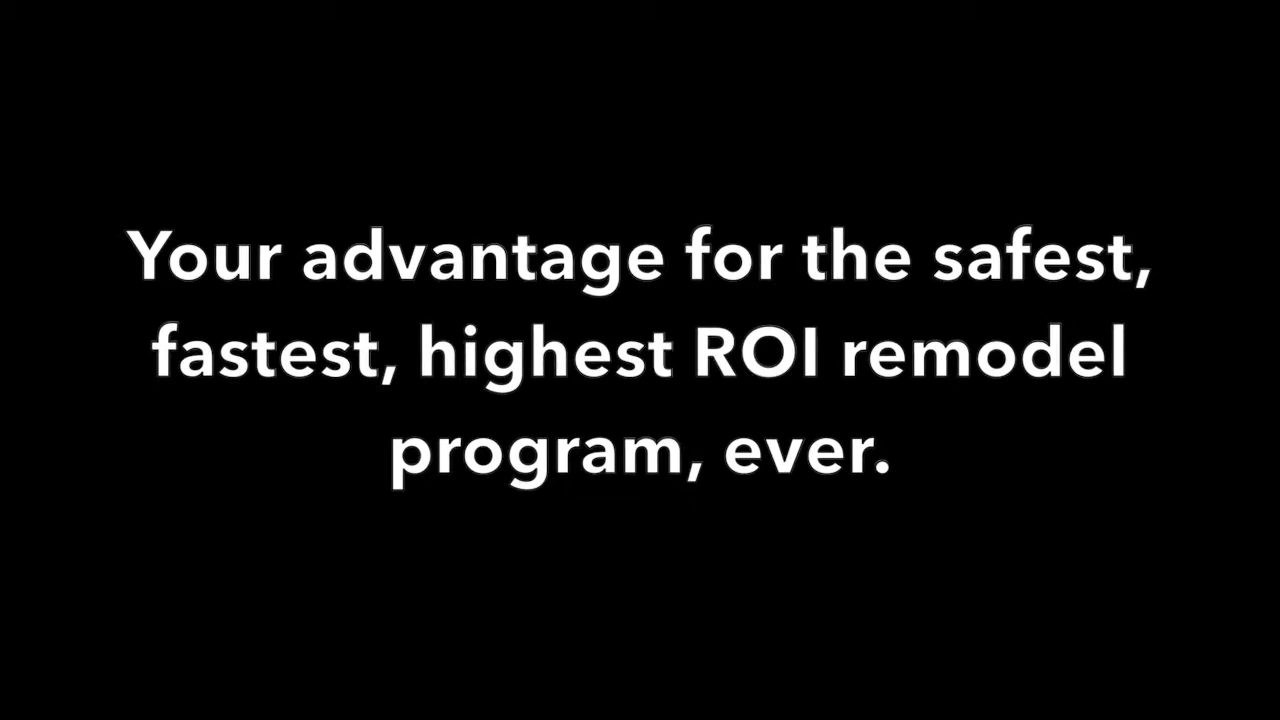 Your advantage for the safest,
fastest, highest ROI remodel
program, ever.